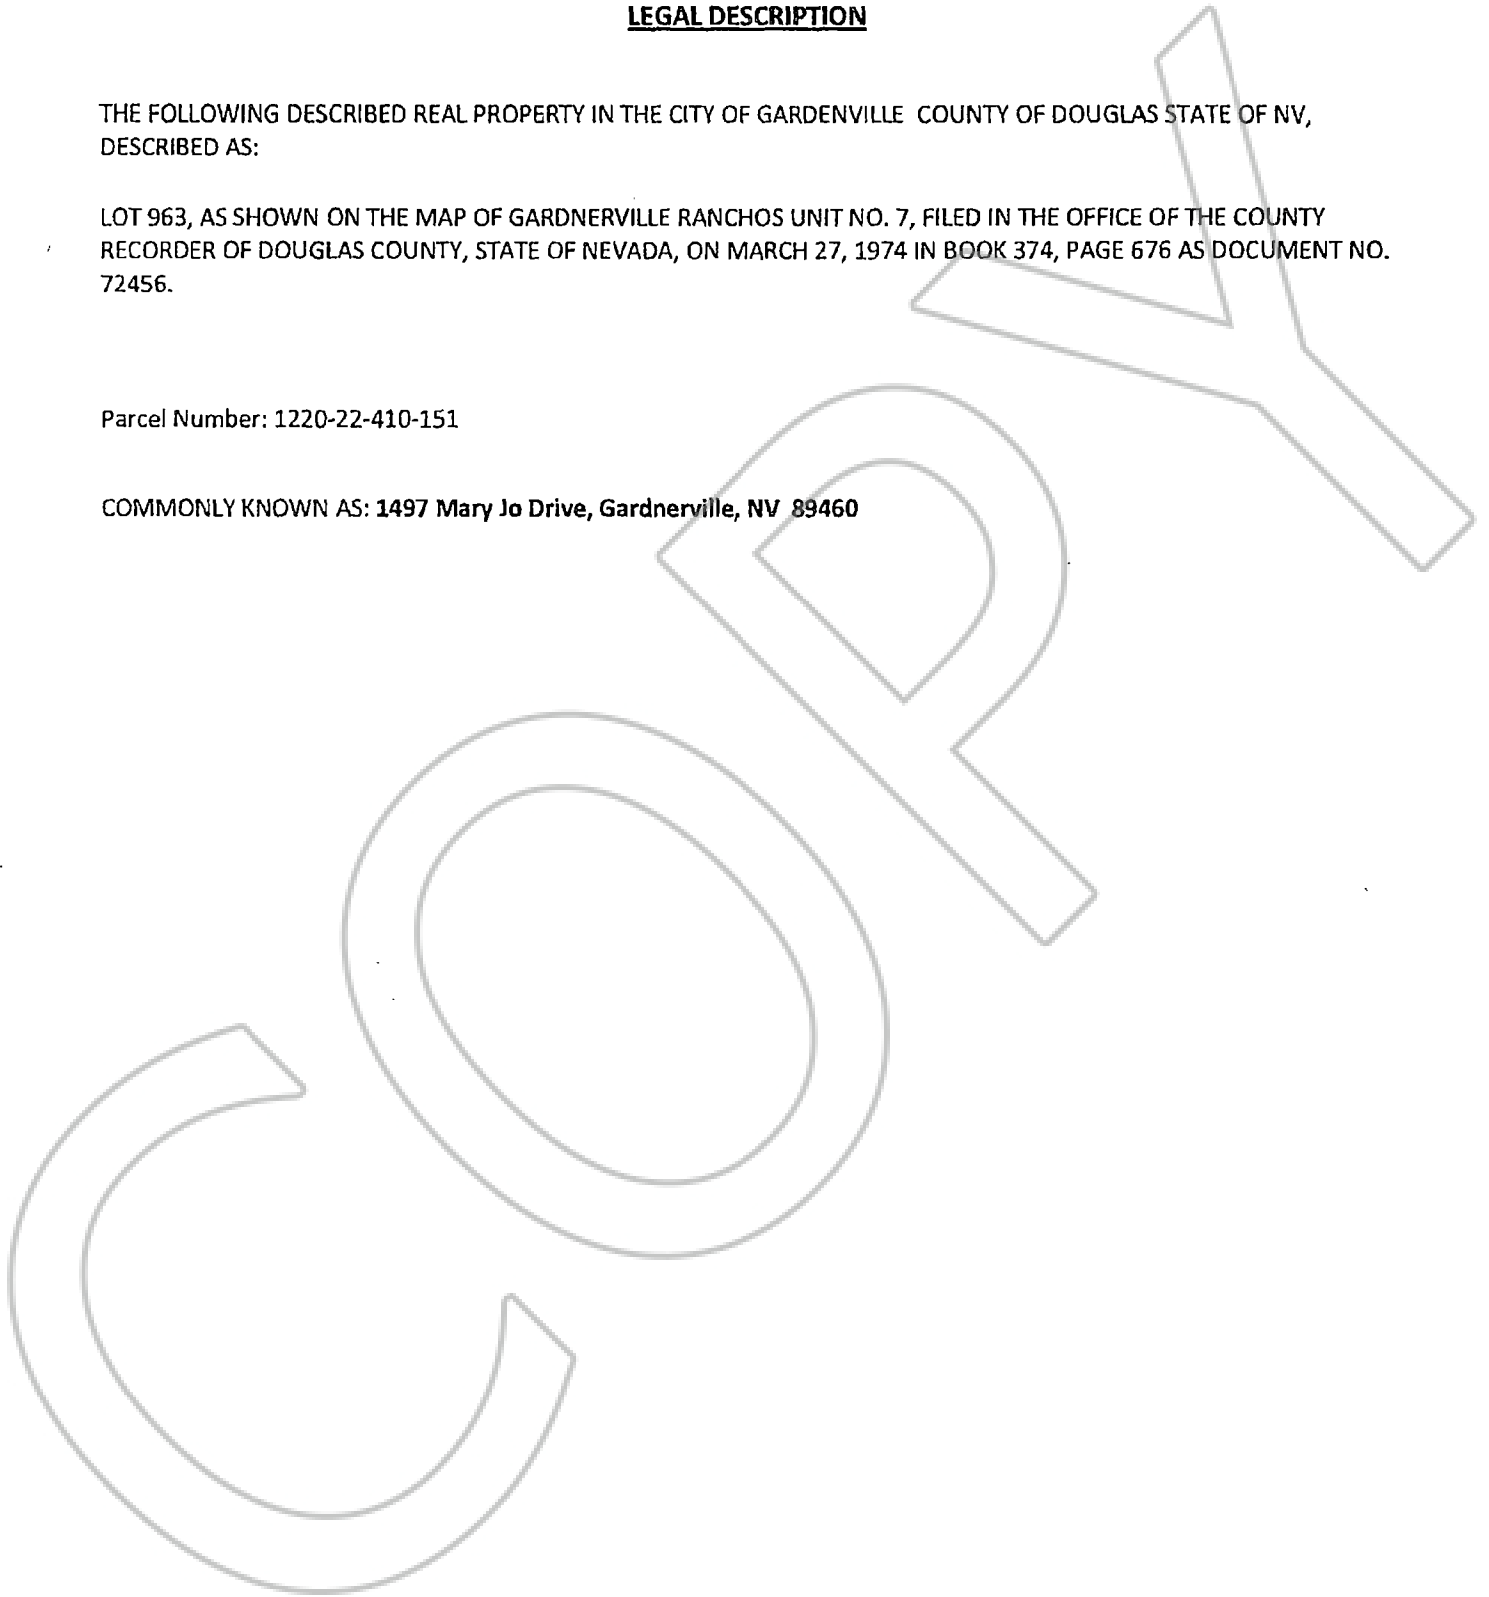 LEGAL DESCRIPTION
THE FOLLOWING DESCRIBED REAL PROPERTY IN THE CITY OF GARDENVILLE COUNTY OF DOUGLAS STATE OF NV,
DESCRIBED AS:
LOT 963, AS SHOWN ON THE MAP OF GARDNERVILLE RANCHOS UNIT NO. 7, FILED IN THE OFFICE OF THE COUNTY
RECORDER OF DOUGLAS COUNTY, STATE OF NEVADA, ON MARCH 27, 1974 IN BOOK 374, PAGE 676 AS DOCUMENT NO.
72456.
Parcel Number: 1220-22-410-151
COMMONLY KNOWN AS: 1497 Mary Jo Drive, Gardnerville, NV 89460
COPY